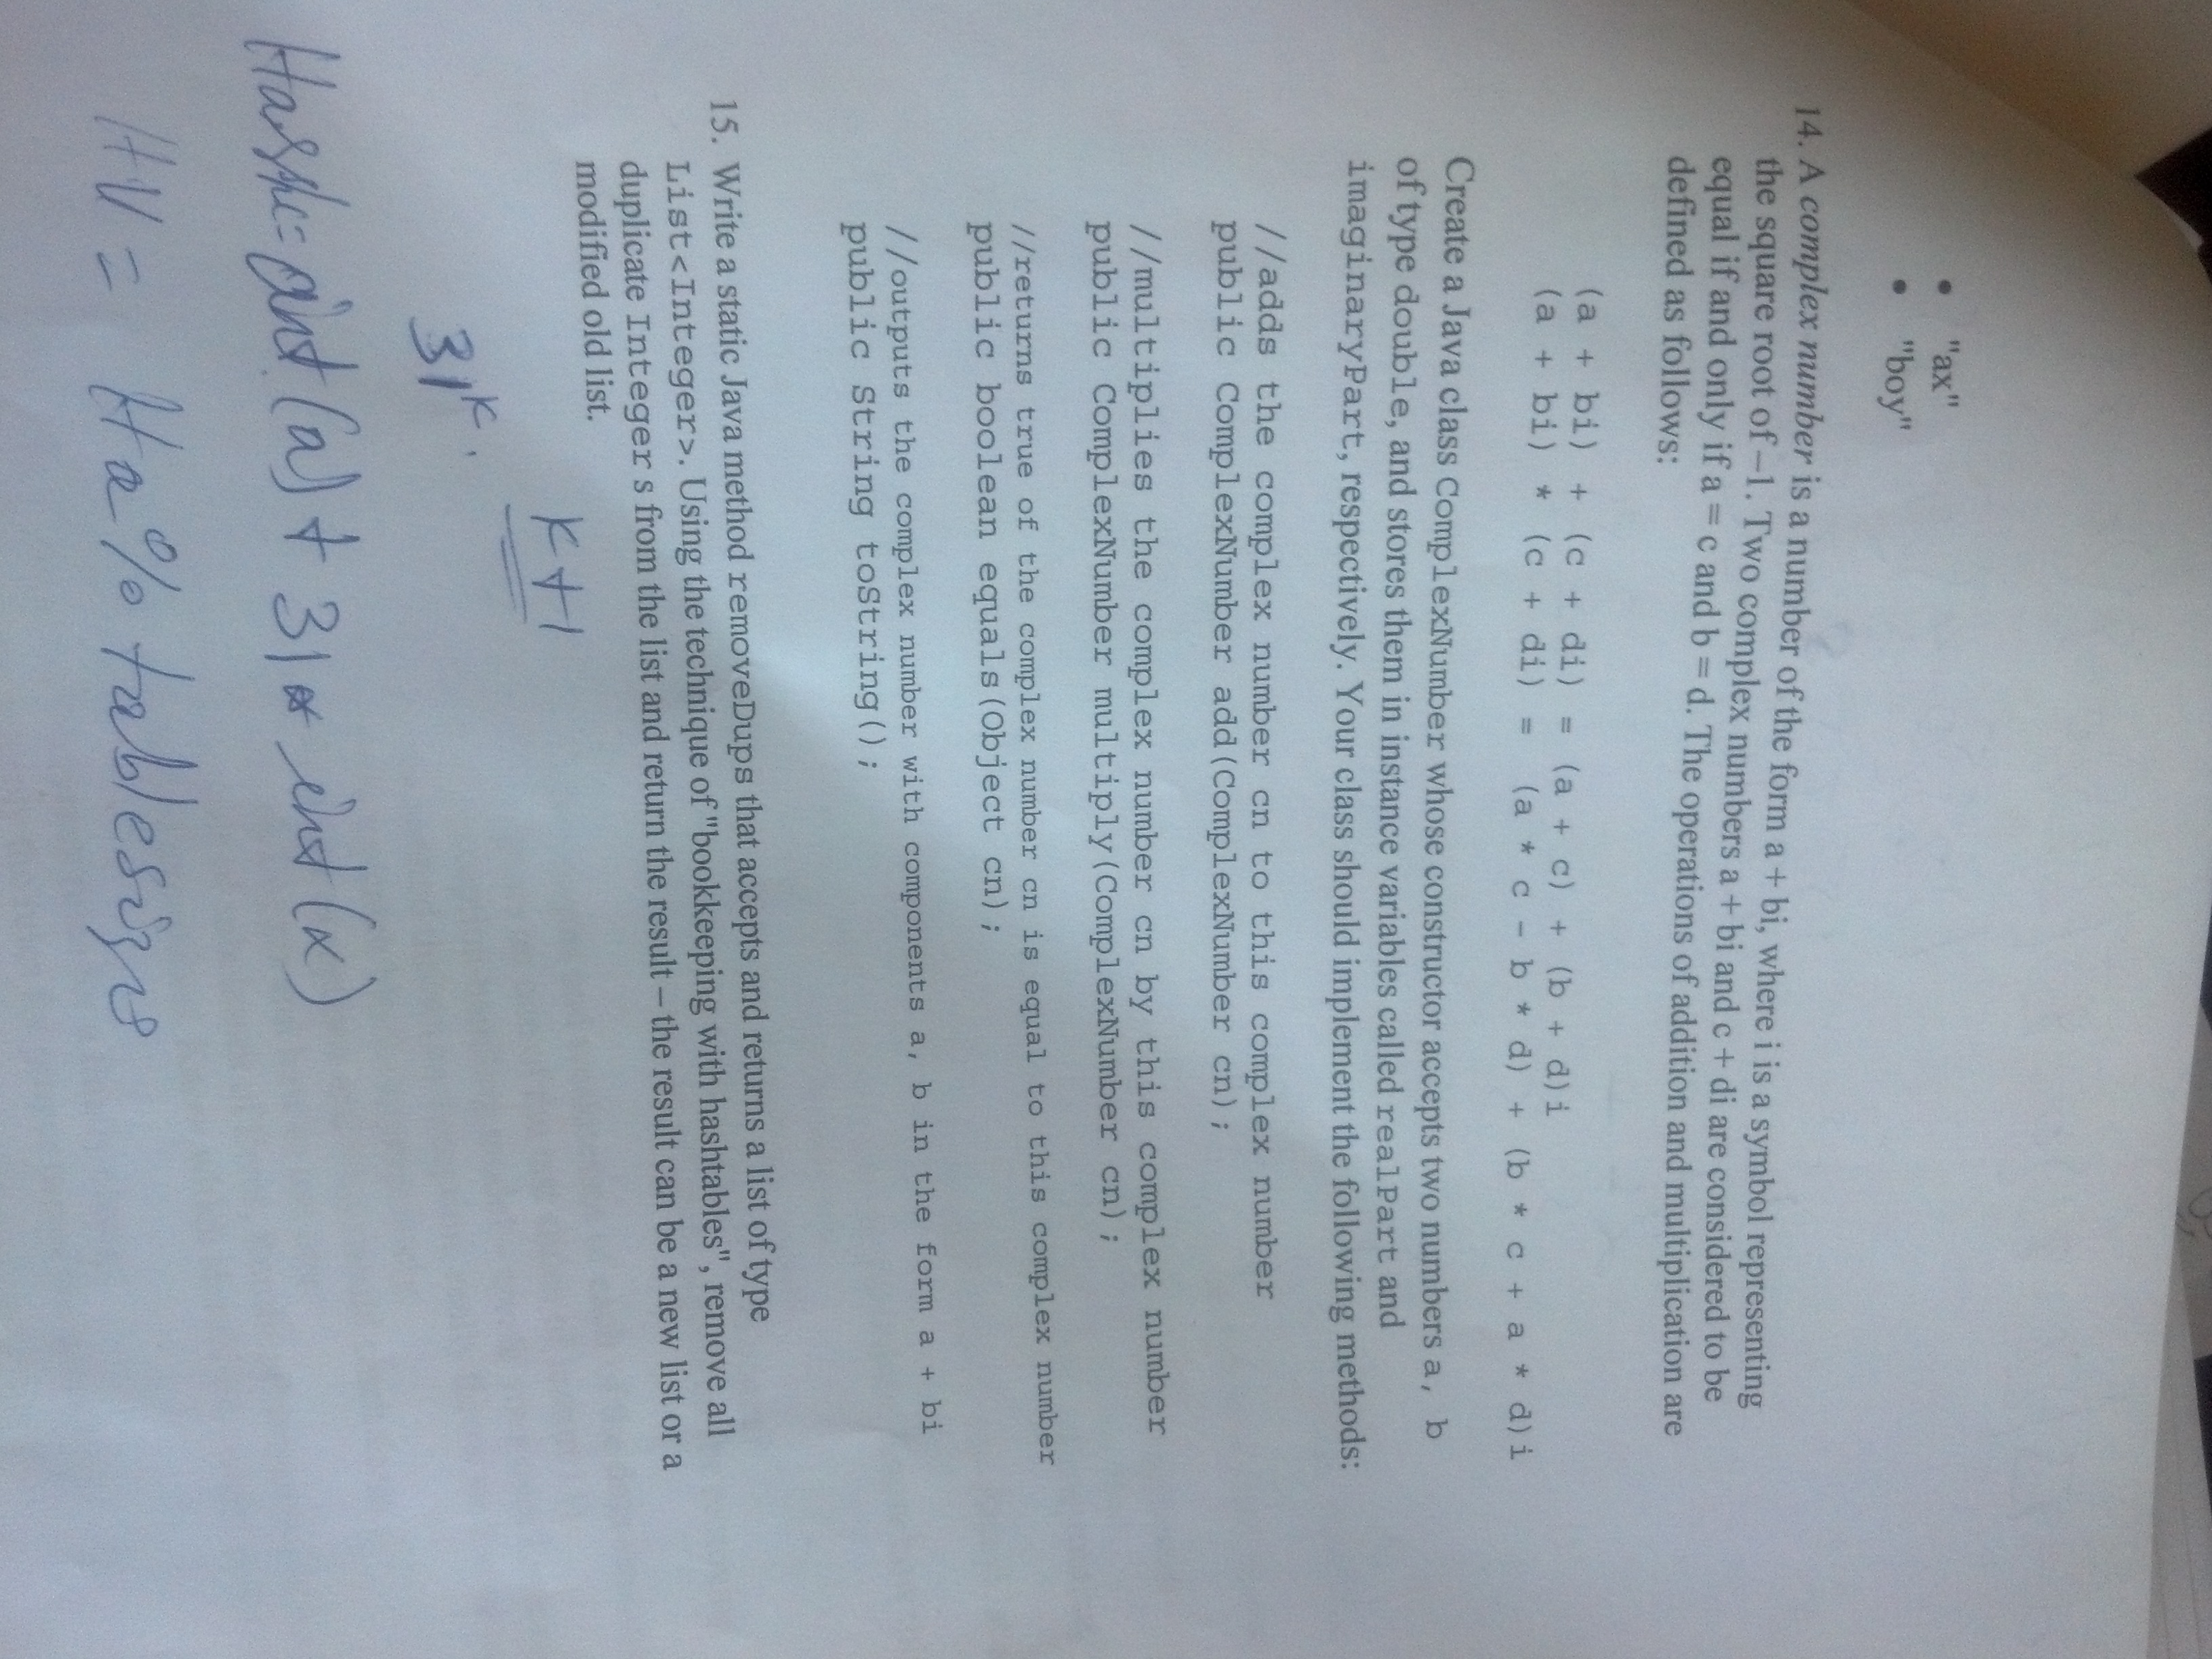 • "ax"
• "boy"
14. A complex number is a number of the form a + bi, where i is a symbol representing
the square root of –1. Two complex numbers a + bi and c + di are considered to be
equal if and only if a = c and b = d. The operations of addition and multiplication are
defined as follows:
(a + bi) + (c + di) = (a + c) + (b + d)i
(a + bi) * (c + di) = (a * c - b * d) + (b * c + a * d)i
Create a Java class ComplexNumber whose constructor accepts two numbers a, b
of type double, and stores them in instance variables called realPart and
imaginaryPart, respectively. Your class should implement the following methods:
//adds the complex number cn to this complex number
public ComplexNumber add(ComplexNumber cn);
//multiplies the complex number cn by this complex number
public ComplexNumber multiply(ComplexNumber cn);
//returns true of the complex number cn is equal to this complex number
public boolean equals(Object cn);
//outputs the complex number with components a, b in the form a + bi
public String toString();
15. Write a static Java method removeDups that accepts and returns a list of type
List<Integer>. Using the technique of "bookkeeping with hashtables", remove all
duplicate Integer s from the list and return the result – the result can be a new list or a
modified old list.
K+1
31^K.
= int (a) + 31 * int (x)
HV = Ha % tablesize